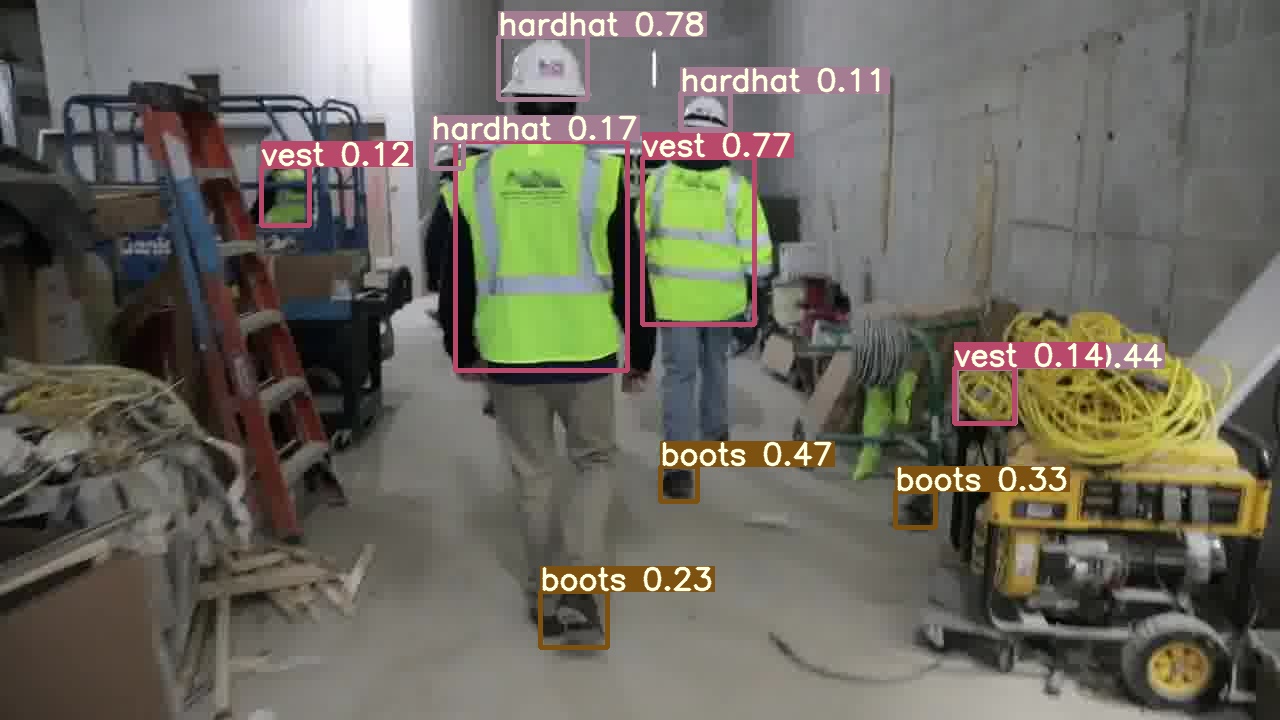 hardhat 0.78
hardhat 0.11
hardhat 0.17
vest 0.77
vest 0.12
vest 0.14
).44
boots 0.47
boots 0.33
boots 0.23
Genie